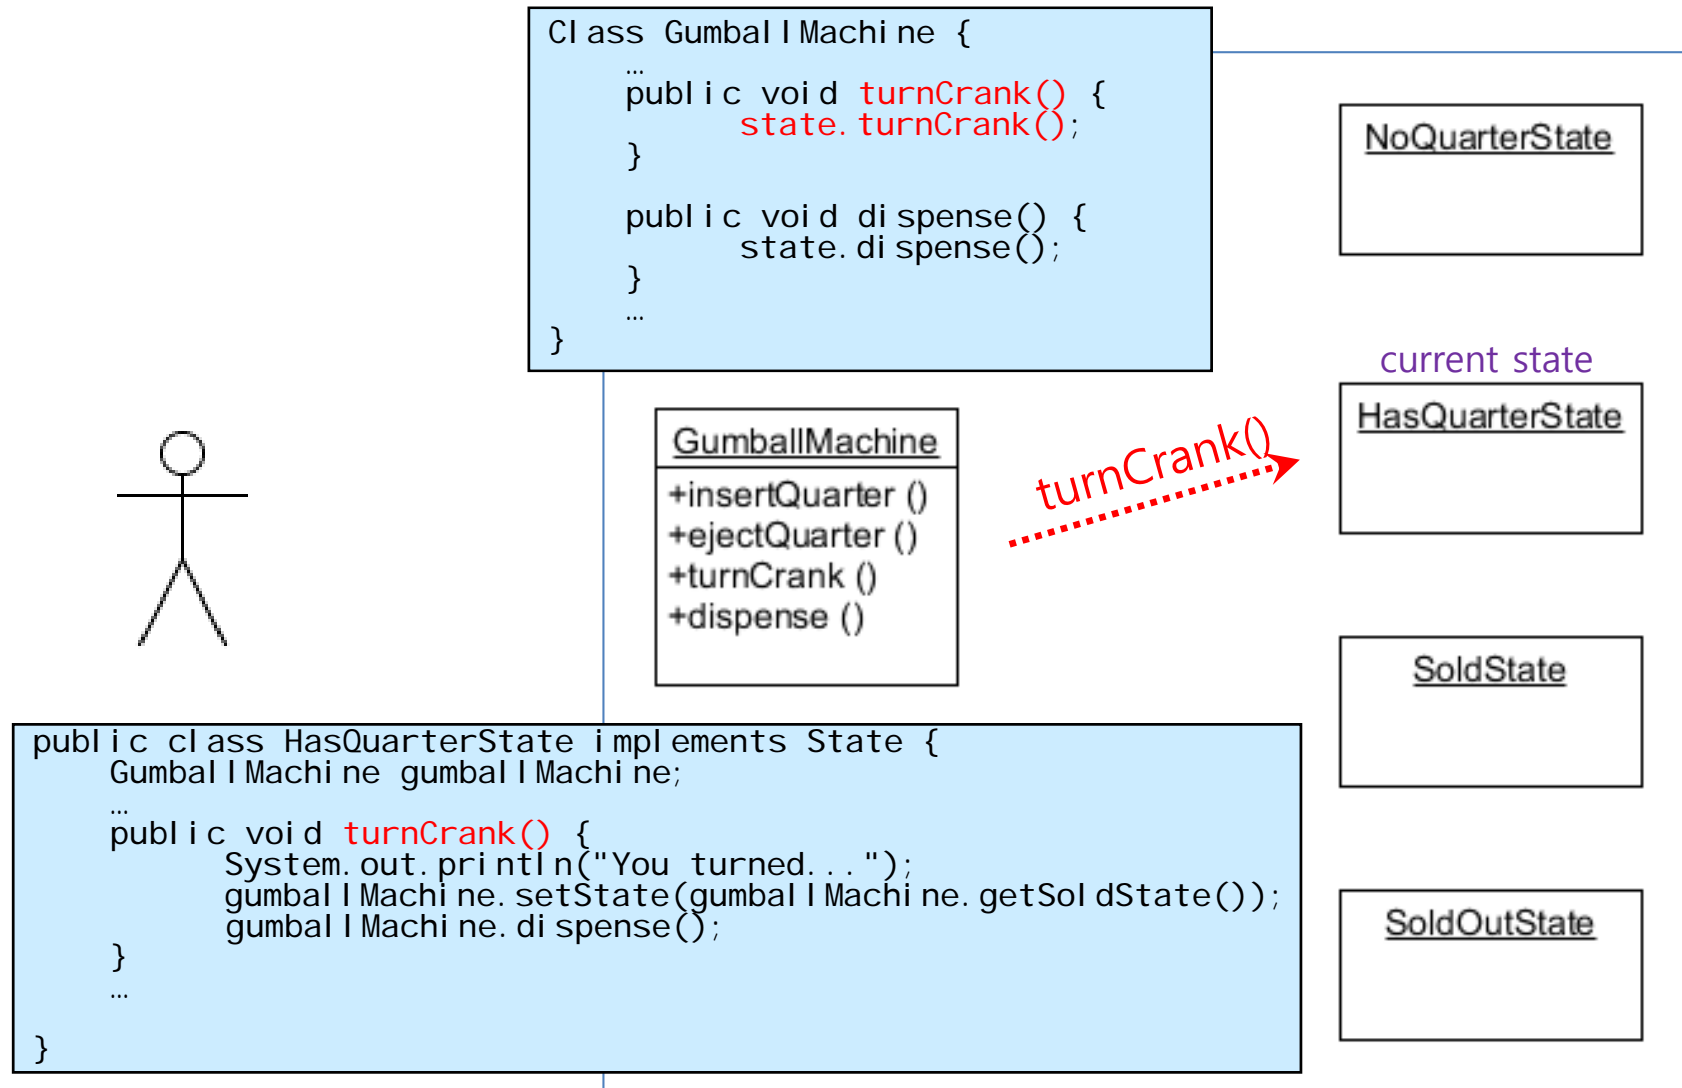 Class GumballMachine {
…
public void turnCrank() {
state.turnCrank();
}
public void dispense() {
state.dispense();
}
…
}
NoQuarterState
current state
HasQuarterState
turnCrank()
GumballMachine
+insertQuarter ()
+ejectQuarter ()
+turnCrank ()
+dispense ()
SoldState
SoldOutState
public class HasQuarterState implements State {
GumballMachine gumballMachine;
…
public void turnCrank() {
System.out.println("You turned...");
gumballMachine.setState(gumballMachine.getSoldState());
gumballMachine.dispense();
}
…
}